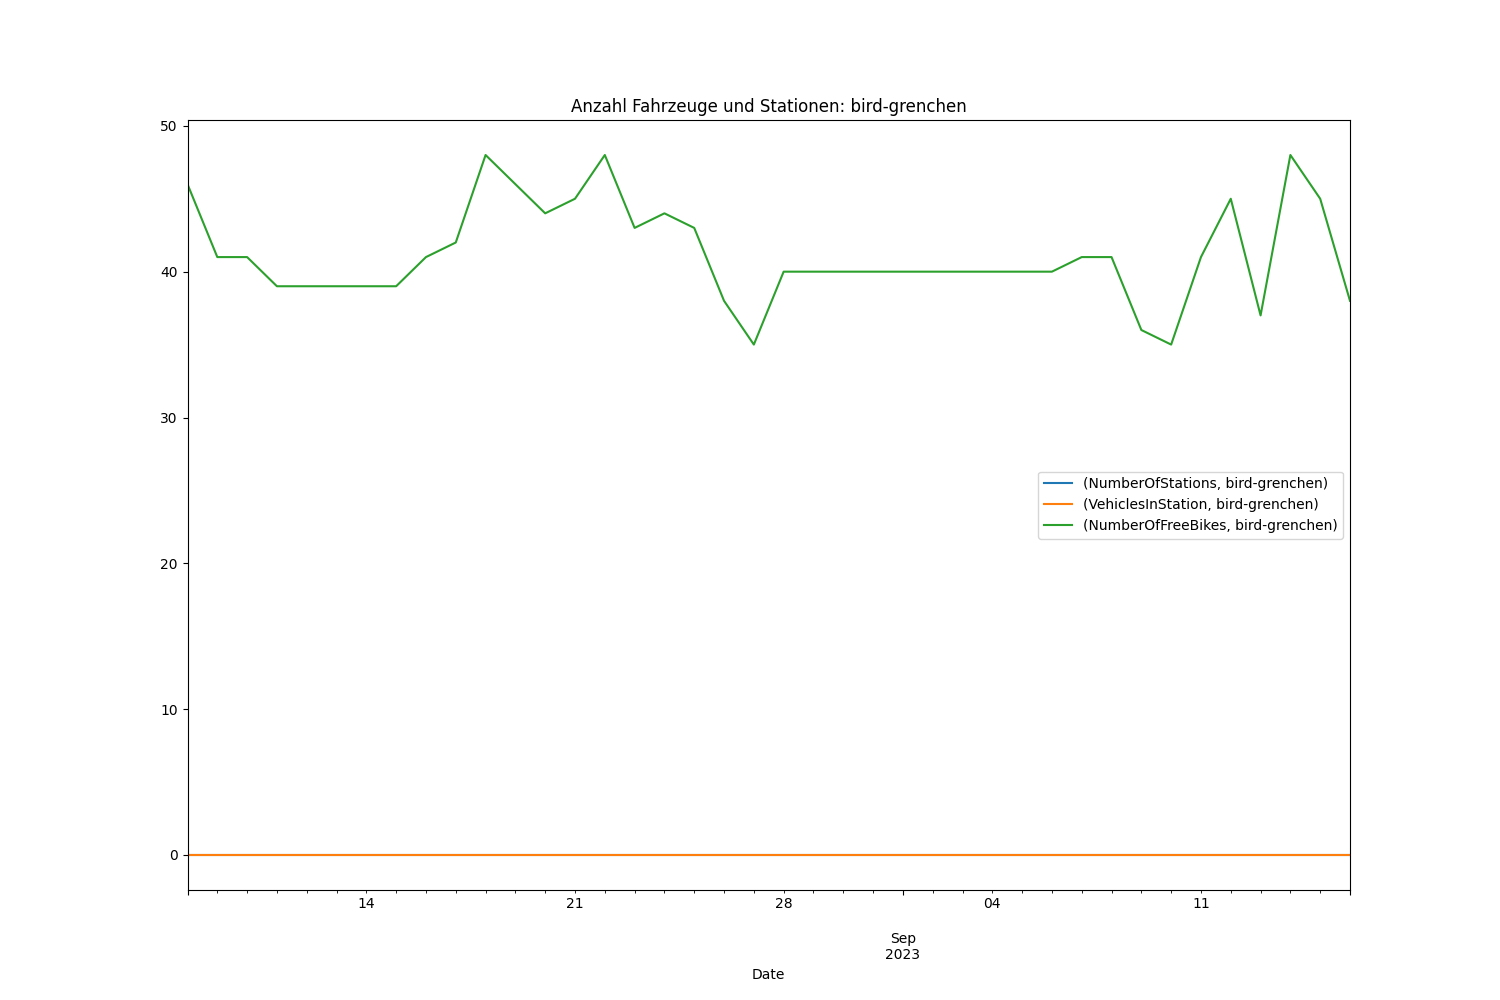 Anzahl Fahrzeuge und Stationen: bird-grenchen
50
40
30
20
10
0
(NumberOfStations, bird-grenchen)
(VehiclesInStation, bird-grenchen)
(NumberOfFreeBikes, bird-grenchen)
14 21 28 04 11
Sep
2023
Date